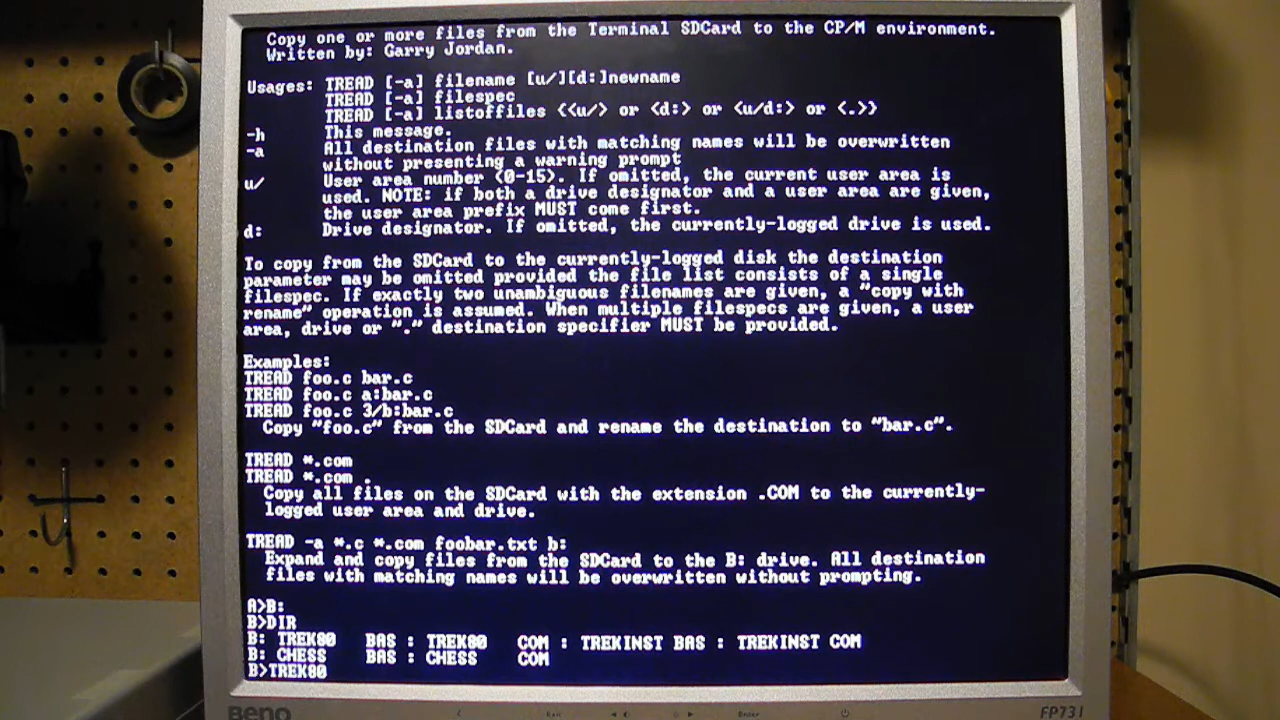 Copy one or more files from the Terminal SDCard to the CP/M environment.
Written by: Garry Jordan.
Usages: TREAD [-a] filename [u/][d:]newname
TREAD [-a] filespec
TREAD [-a] listoffiles {<u/> or <d:> or <u/d:> or <.>}
-h This message.
-a All destination files with matching names will be overwritten
without presenting a warning prompt
u/ User area number <0-15>. If omitted, the current user area is
used. NOTE: if both a drive designator and a user area are given,
the user area prefix MUST come first.
d: Drive designator. If omitted, the currently-logged drive is used.
To copy from the SDCard to the currently-logged disk the destination
parameter may be omitted provided the file list consists of a single
filespec. If exactly two unambiguous filenames are given, a "copy with
rename" operation is assumed. When multiple filespecs are given, a user
area, drive or "." destination specifier MUST be provided.
Examples:
TREAD foo.c bar.c
TREAD foo.c a:bar.c
TREAD foo.c 3/b:bar.c
Copy "foo.c" from the SDCard and rename the destination to "bar.c".
TREAD *.com
TREAD *.com .
Copy all files on the SDCard with the extension .COM to the currently-
logged user area and drive.
TREAD -a *.c *.com foobar.txt b:
Expand and copy files from the SDCard to the B: drive. All destination
files with matching names will be overwritten without prompting.
A>B:
B>DIR
B: TREK80 BAS : TREK80 COM : TREKINST BAS : TREKINST COM
B: CHESS BAS : CHESS COM
B>TREK80
BenQ Enter FP731